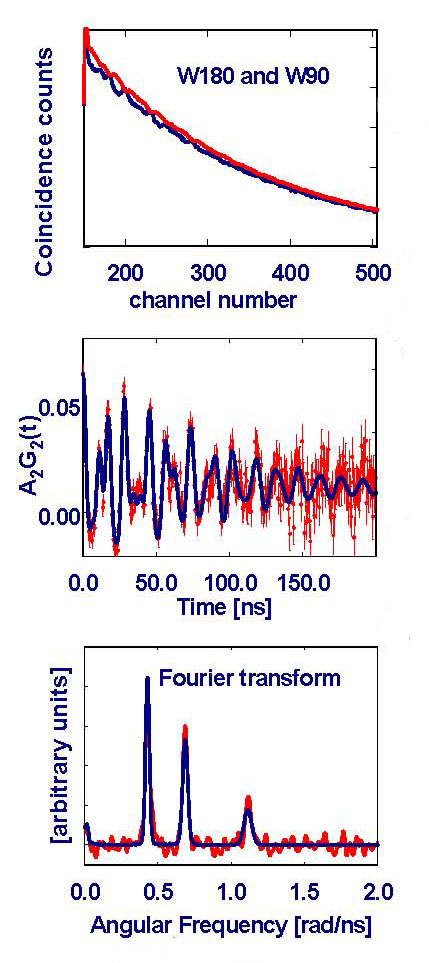 Coincidence counts
W180 and W90
200 300 400 500
channel number
A2G2(t)
0.05
0.00
0.0 50.0 100.0 150.0
Time [ns]
[arbitrary units]
Fourier transform
0.0 0.5 1.0 1.5 2.0
Angular Frequency [rad/ns]